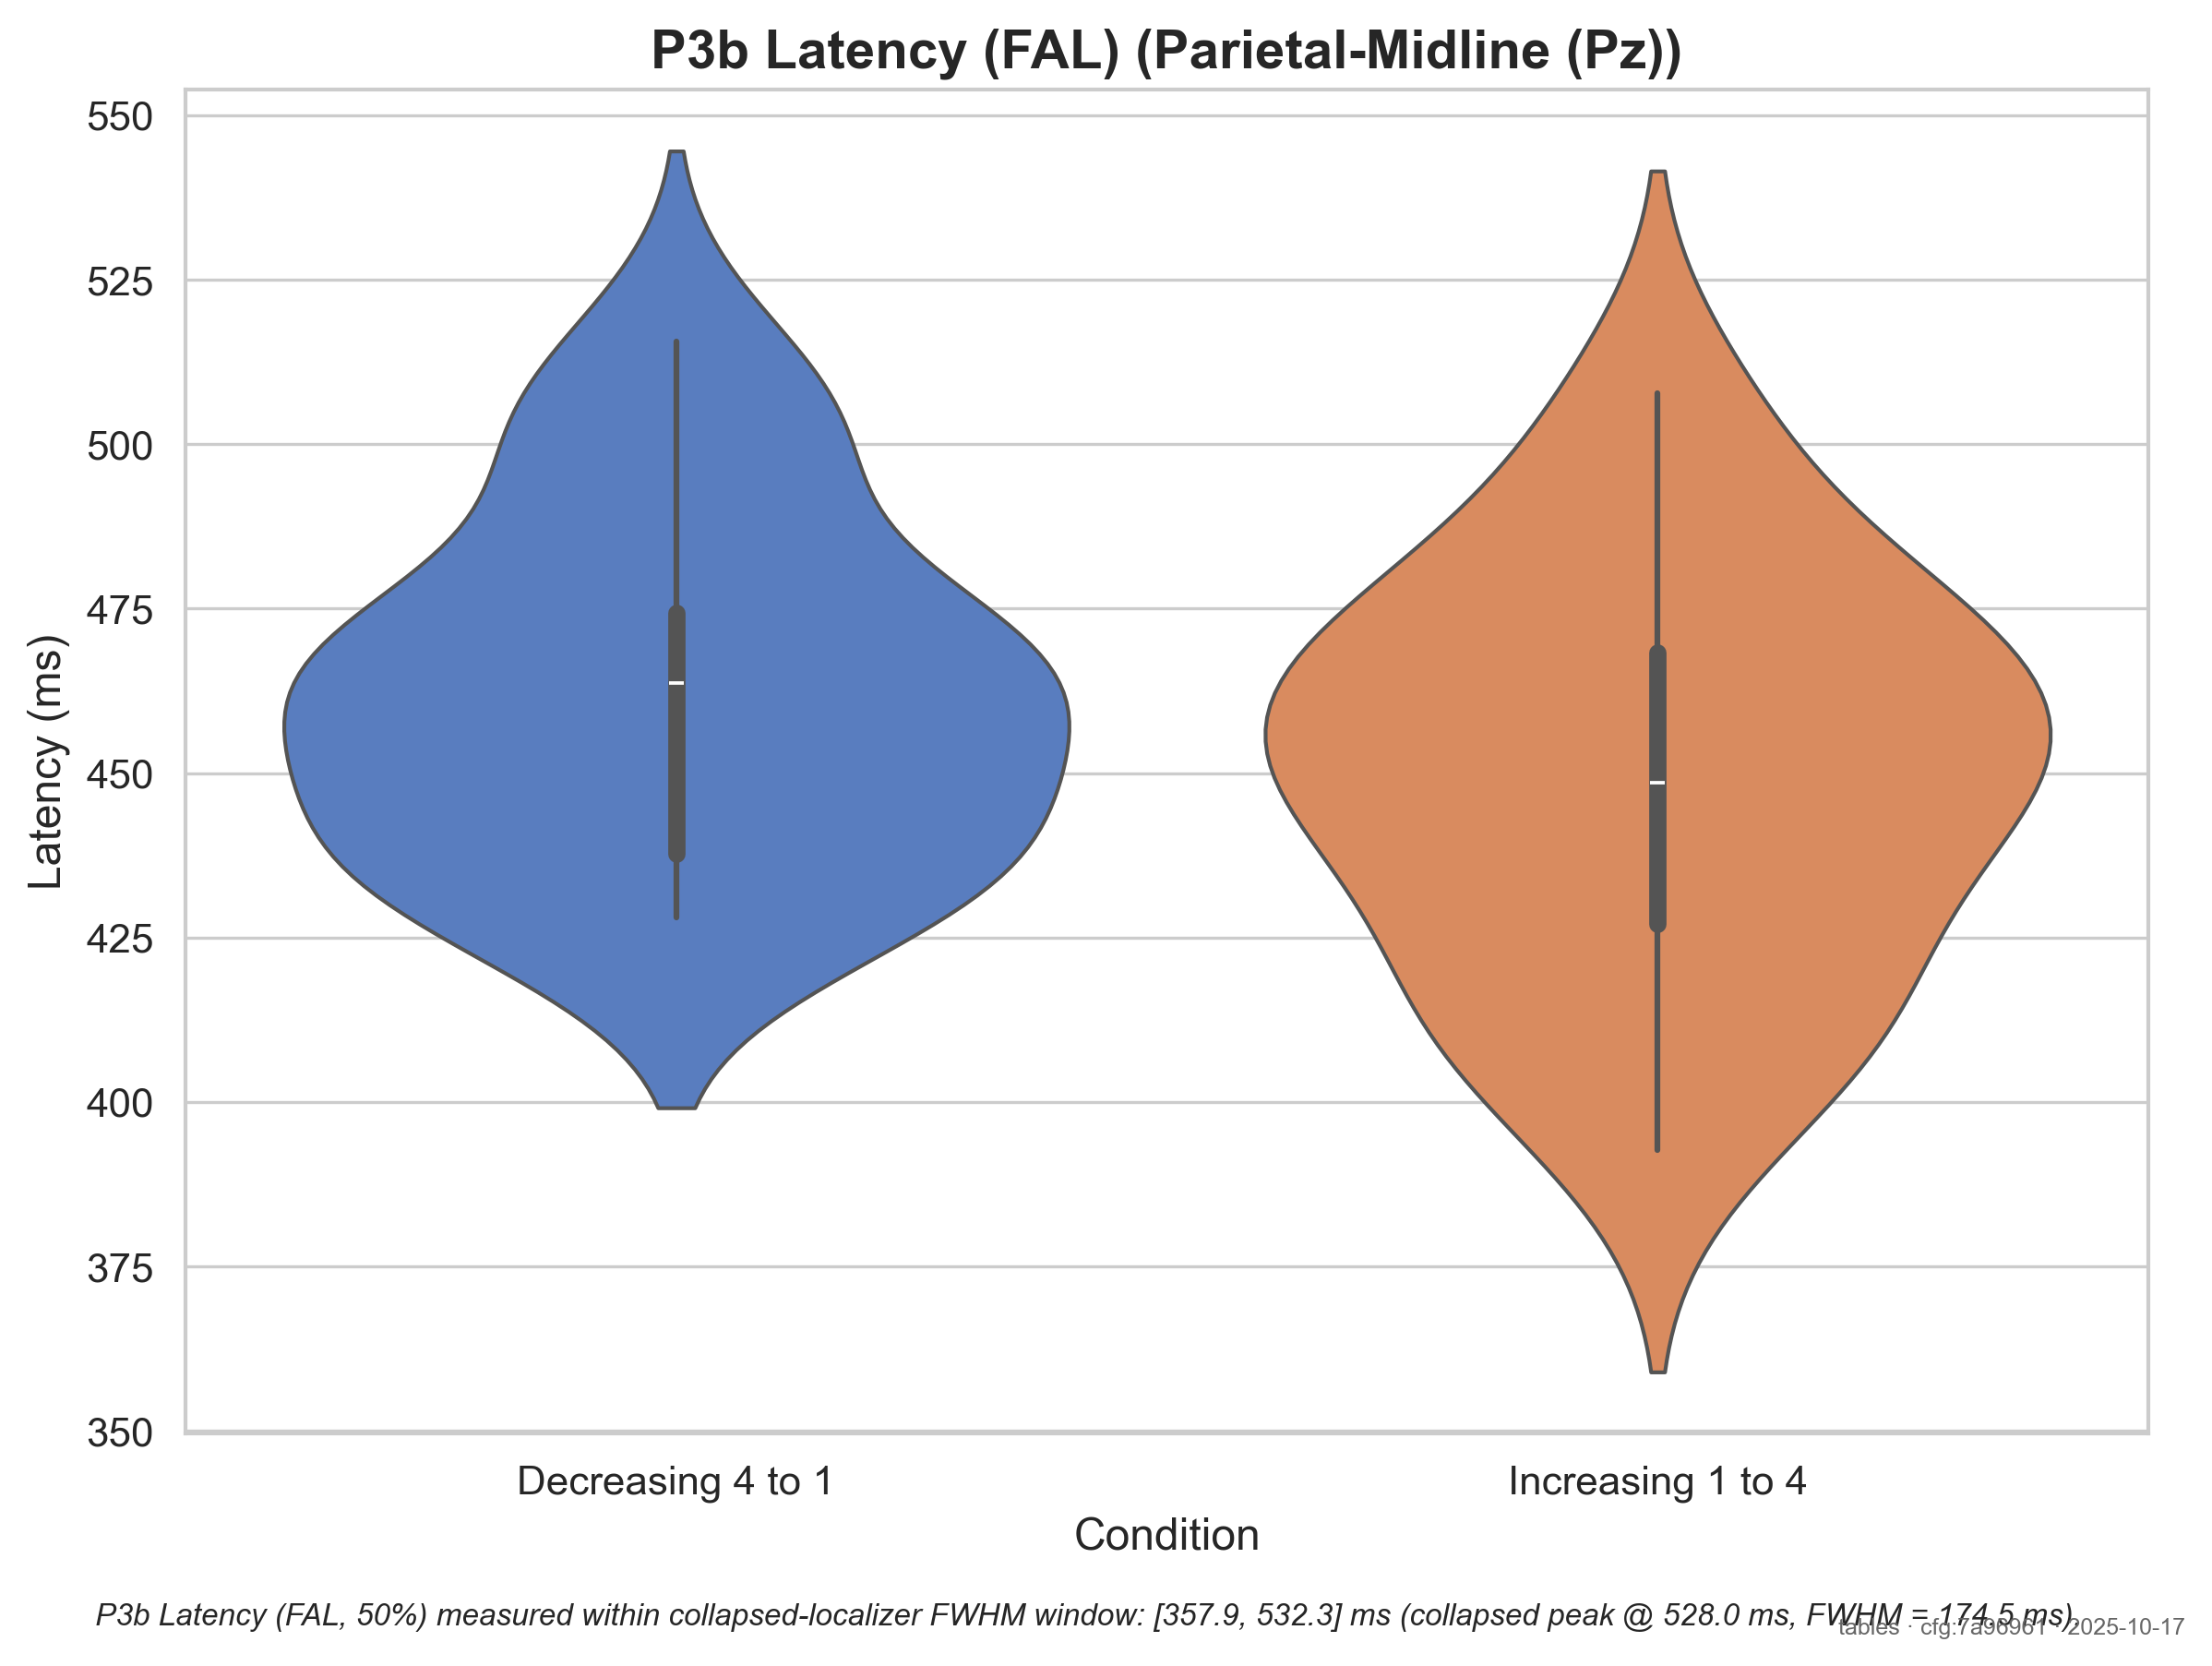 P3b Latency (FAL) (Parietal-Midline (Pz))
550
525
500
475
450
425
400
375
350
Latency (ms)
Decreasing 4 to 1
Increasing 1 to 4
Condition
P3b Latency (FAL, 50%) measured within collapsed-localizer FWHM window: [357.9, 532.3] ms (collapsed peak @ 528.0 ms, FWHM = 174.5 ms)
tables · cfg:7a96961 · 2025-10-17